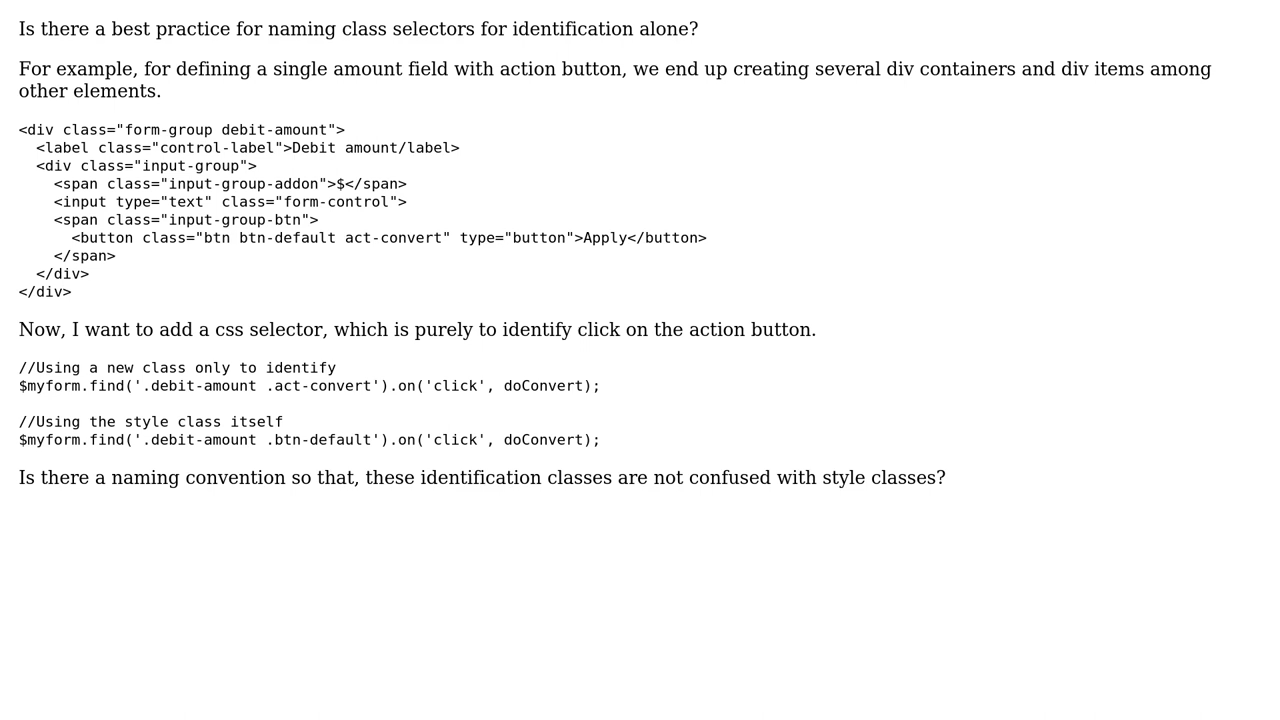 Is there a best practice for naming class selectors for identification alone?
For example, for defining a single amount field with action button, we end up creating several div containers and div items among
other elements.
<div class="form-group debit-amount">
  <label class="control-label">Debit amount/label>
  <div class="input-group">
    <span class="input-group-addon">$</span>
    <input type="text" class="form-control">
    <span class="input-group-btn">
      <button class="btn btn-default act-convert" type="button">Apply</button>
    </span>
  </div>
</div>
Now, I want to add a css selector, which is purely to identify click on the action button.
//Using a new class only to identify
$myform.find('.debit-amount .act-convert').on('click', doConvert);
//Using the style class itself
$myform.find('.debit-amount .btn-default').on('click', doConvert);
Is there a naming convention so that, these identification classes are not confused with style classes?